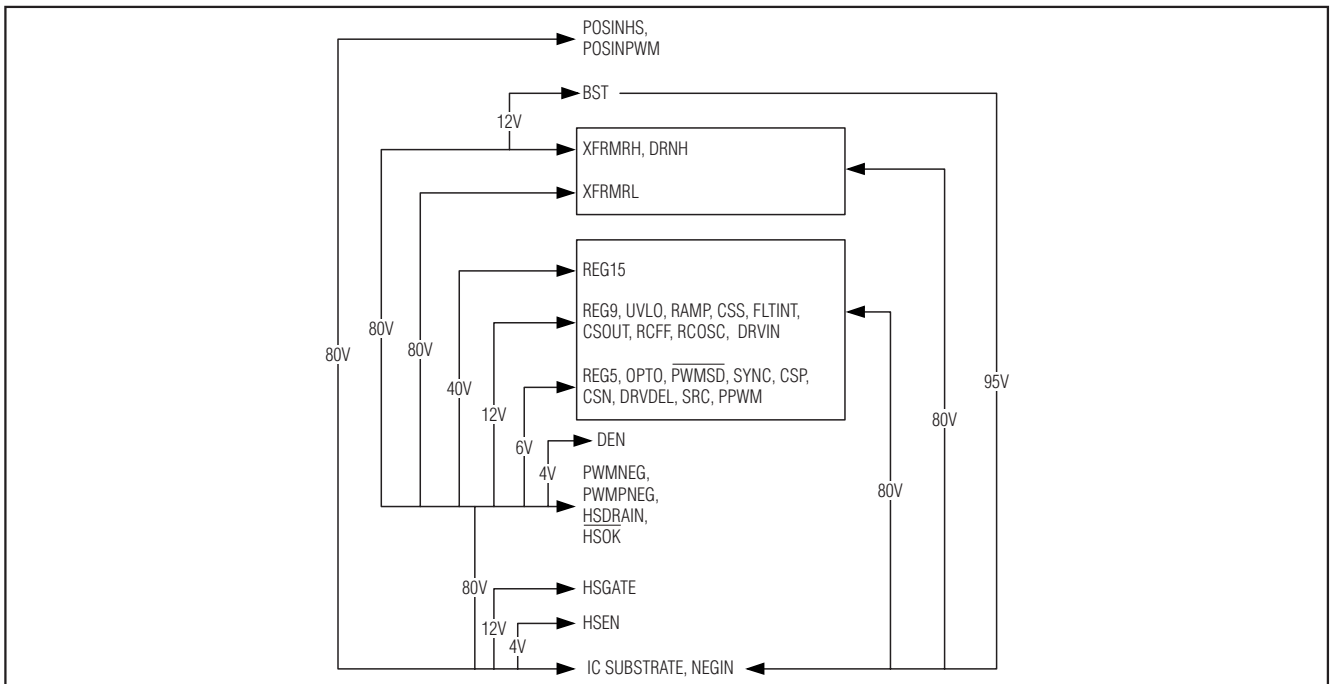 POSINHS,
POSINPWM
BST
12V
XFRMRH, DRNH
XFRMRL
REG15
REG9, UVLO, RAMP, CSS, FLTINT,
CSOUT, RCFF, RCOSC, DRVIN
REG5, OPTO, PWMSD, SYNC, CSP,
CSN, DRVDEL, SRC, PPWM
80V
80V
80V
40V
12V
6V
4V
DEN
PWMNEG,
PWMPNEG,
HSDRAIN,
HSOK
95V
80V
80V
80V
HSGATE
12V
HSEN
4V
IC SUBSTRATE, NEGIN